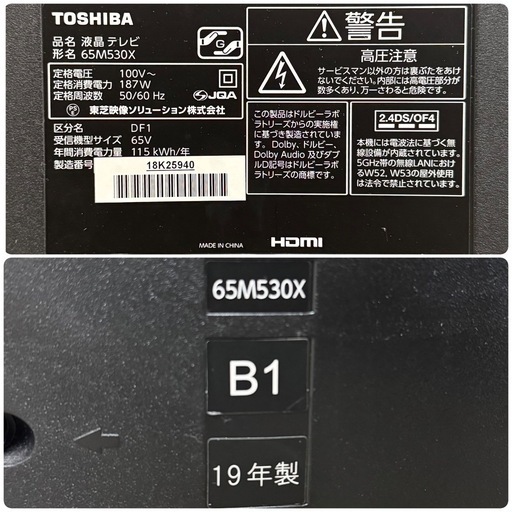 TOSHIBA
品名 液晶テレビ
形名 65M530X
定格電圧 100V～
定格消費電力 187W
定格周波数 50/60 Hz
JQA
東芝映像ソリューション株式会社
区分名 DF1
受信機型サイズ 65V
年間消費電力量 115 kWh/年
製造番号
18K25940
MADE IN CHINA
G
警告
高圧注意
サービスマン以外の方は裏ぶたをあけ
ないでください。内部には高電圧部分が
数多くあり、万一さわると危険です。
この製品はドルビーラボ
ラトリーズからの実施権
に基づき製造されていま
す。Dolby、ドルビー、
Dolby Audio 及びダブ
ルD記号はドルビーラボ
ラトリーズの商標です。
2.4DS/OF4
本機には電波法に基づく無
線設備が内蔵されています。
5GHz帯の無線LANにおけ
るW52、W53の屋外使用
は法令で禁止されています。
HDMI
65M530X
B1
19年製